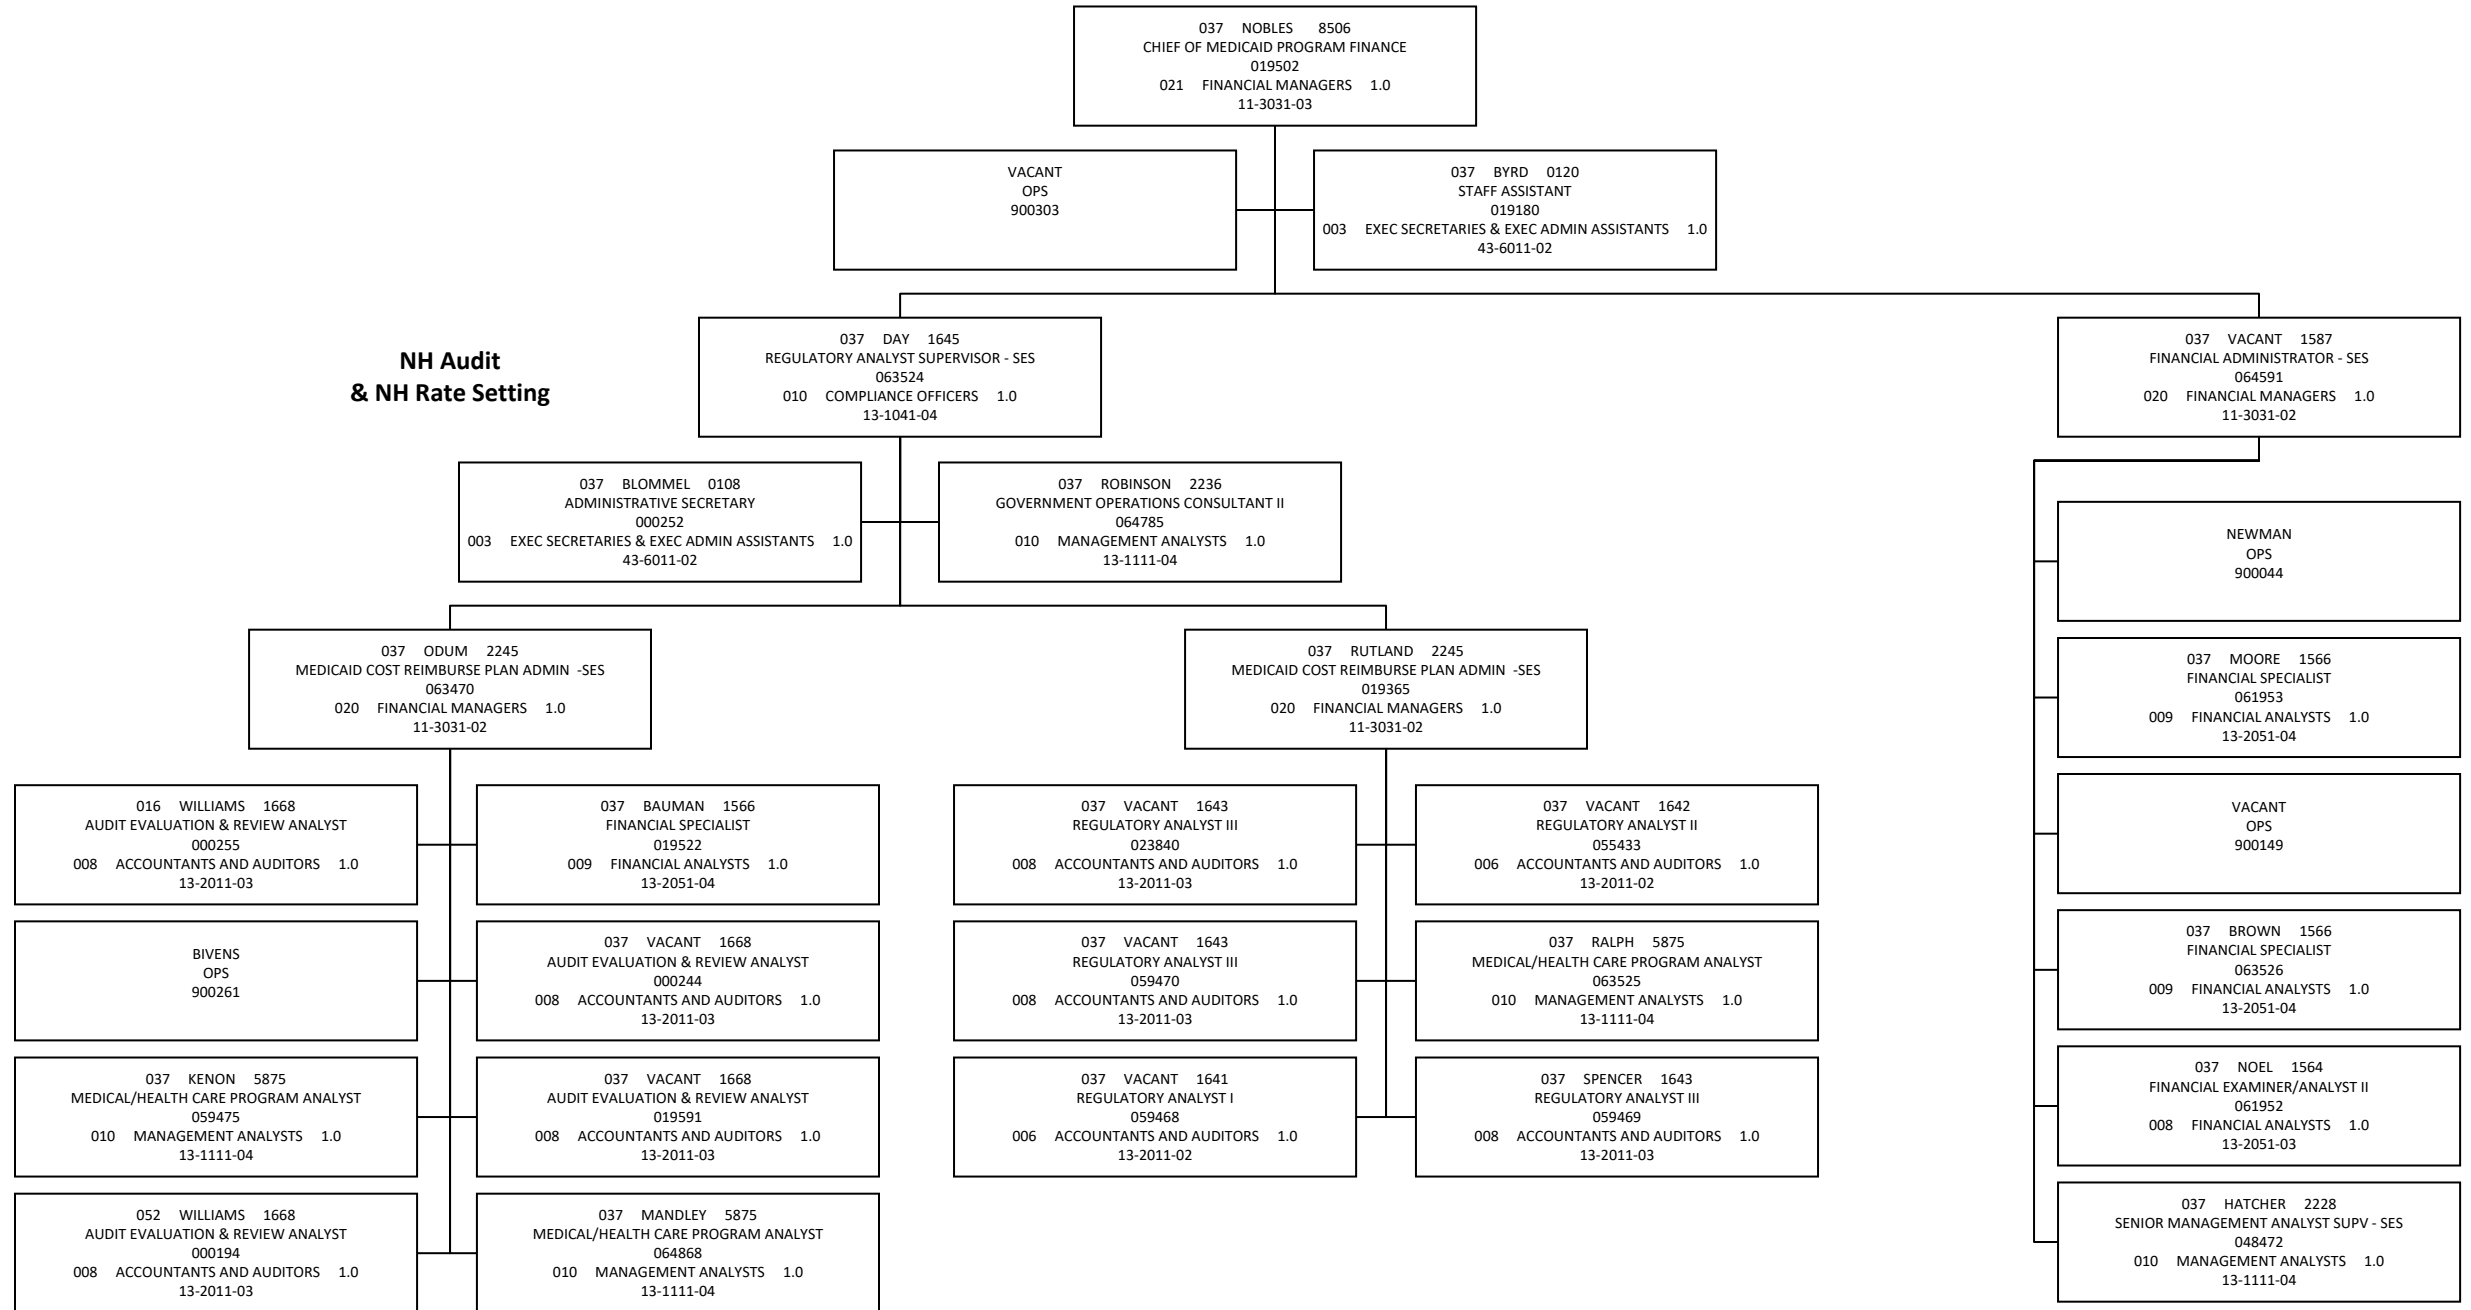 037 NOBLES 8506
CHIEF OF MEDICAID PROGRAM FINANCE
019502
021 FINANCIAL MANAGERS 1.0
11-3031-03
VACANT
OPS
900303
037 BYRD 0120
STAFF ASSISTANT
019180
003 EXEC SECRETARIES & EXEC ADMIN ASSISTANTS 1.0
43-6011-02
NH Audit
& NH Rate Setting
037 DAY 1645
REGULATORY ANALYST SUPERVISOR - SES
063524
010 COMPLIANCE OFFICERS 1.0
13-1041-04
037 VACANT 1587
FINANCIAL ADMINISTRATOR - SES
064591
020 FINANCIAL MANAGERS 1.0
11-3031-02
037 BLOMMEL 0108
ADMINISTRATIVE SECRETARY
000252
003 EXEC SECRETARIES & EXEC ADMIN ASSISTANTS 1.0
43-6011-02
037 ROBINSON 2236
GOVERNMENT OPERATIONS CONSULTANT II
064785
010 MANAGEMENT ANALYSTS 1.0
13-1111-04
037 ODUM 2245
MEDICAID COST REIMBURSE PLAN ADMIN -SES
063470
020 FINANCIAL MANAGERS 1.0
11-3031-02
037 RUTLAND 2245
MEDICAID COST REIMBURSE PLAN ADMIN -SES
019365
020 FINANCIAL MANAGERS 1.0
11-3031-02
016 WILLIAMS 1668
AUDIT EVALUATION & REVIEW ANALYST
000255
008 ACCOUNTANTS AND AUDITORS 1.0
13-2011-03
037 BAUMAN 1566
FINANCIAL SPECIALIST
019522
009 FINANCIAL ANALYSTS 1.0
13-2051-04
BIVENS
OPS
900261
037 VACANT 1668
AUDIT EVALUATION & REVIEW ANALYST
000244
008 ACCOUNTANTS AND AUDITORS 1.0
13-2011-03
037 KENON 5875
MEDICAL/HEALTH CARE PROGRAM ANALYST
059475
010 MANAGEMENT ANALYSTS 1.0
13-1111-04
037 VACANT 1668
AUDIT EVALUATION & REVIEW ANALYST
019591
008 ACCOUNTANTS AND AUDITORS 1.0
13-2011-03
052 WILLIAMS 1668
AUDIT EVALUATION & REVIEW ANALYST
000194
008 ACCOUNTANTS AND AUDITORS 1.0
13-2011-03
037 MANDLEY 5875
MEDICAL/HEALTH CARE PROGRAM ANALYST
064868
010 MANAGEMENT ANALYSTS 1.0
13-1111-04
037 VACANT 1643
REGULATORY ANALYST III
023840
008 ACCOUNTANTS AND AUDITORS 1.0
13-2011-03
037 VACANT 1642
REGULATORY ANALYST II
055433
006 ACCOUNTANTS AND AUDITORS 1.0
13-2011-02
037 VACANT 1643
REGULATORY ANALYST III
059470
008 ACCOUNTANTS AND AUDITORS 1.0
13-2011-03
037 RALPH 5875
MEDICAL/HEALTH CARE PROGRAM ANALYST
063525
010 MANAGEMENT ANALYSTS 1.0
13-1111-04
037 VACANT 1641
REGULATORY ANALYST I
059468
006 ACCOUNTANTS AND AUDITORS 1.0
13-2011-02
037 SPENCER 1643
REGULATORY ANALYST III
059469
008 ACCOUNTANTS AND AUDITORS 1.0
13-2011-03
NEWMAN
OPS
900044
037 MOORE 1566
FINANCIAL SPECIALIST
061953
009 FINANCIAL ANALYSTS 1.0
13-2051-04
VACANT
OPS
900149
037 BROWN 1566
FINANCIAL SPECIALIST
063526
009 FINANCIAL ANALYSTS 1.0
13-2051-04
037 NOEL 1564
FINANCIAL EXAMINER/ANALYST II
061952
008 FINANCIAL ANALYSTS 1.0
13-2051-03
037 HATCHER 2228
SENIOR MANAGEMENT ANALYST SUPV - SES
048472
010 MANAGEMENT ANALYSTS 1.0
13-1111-04